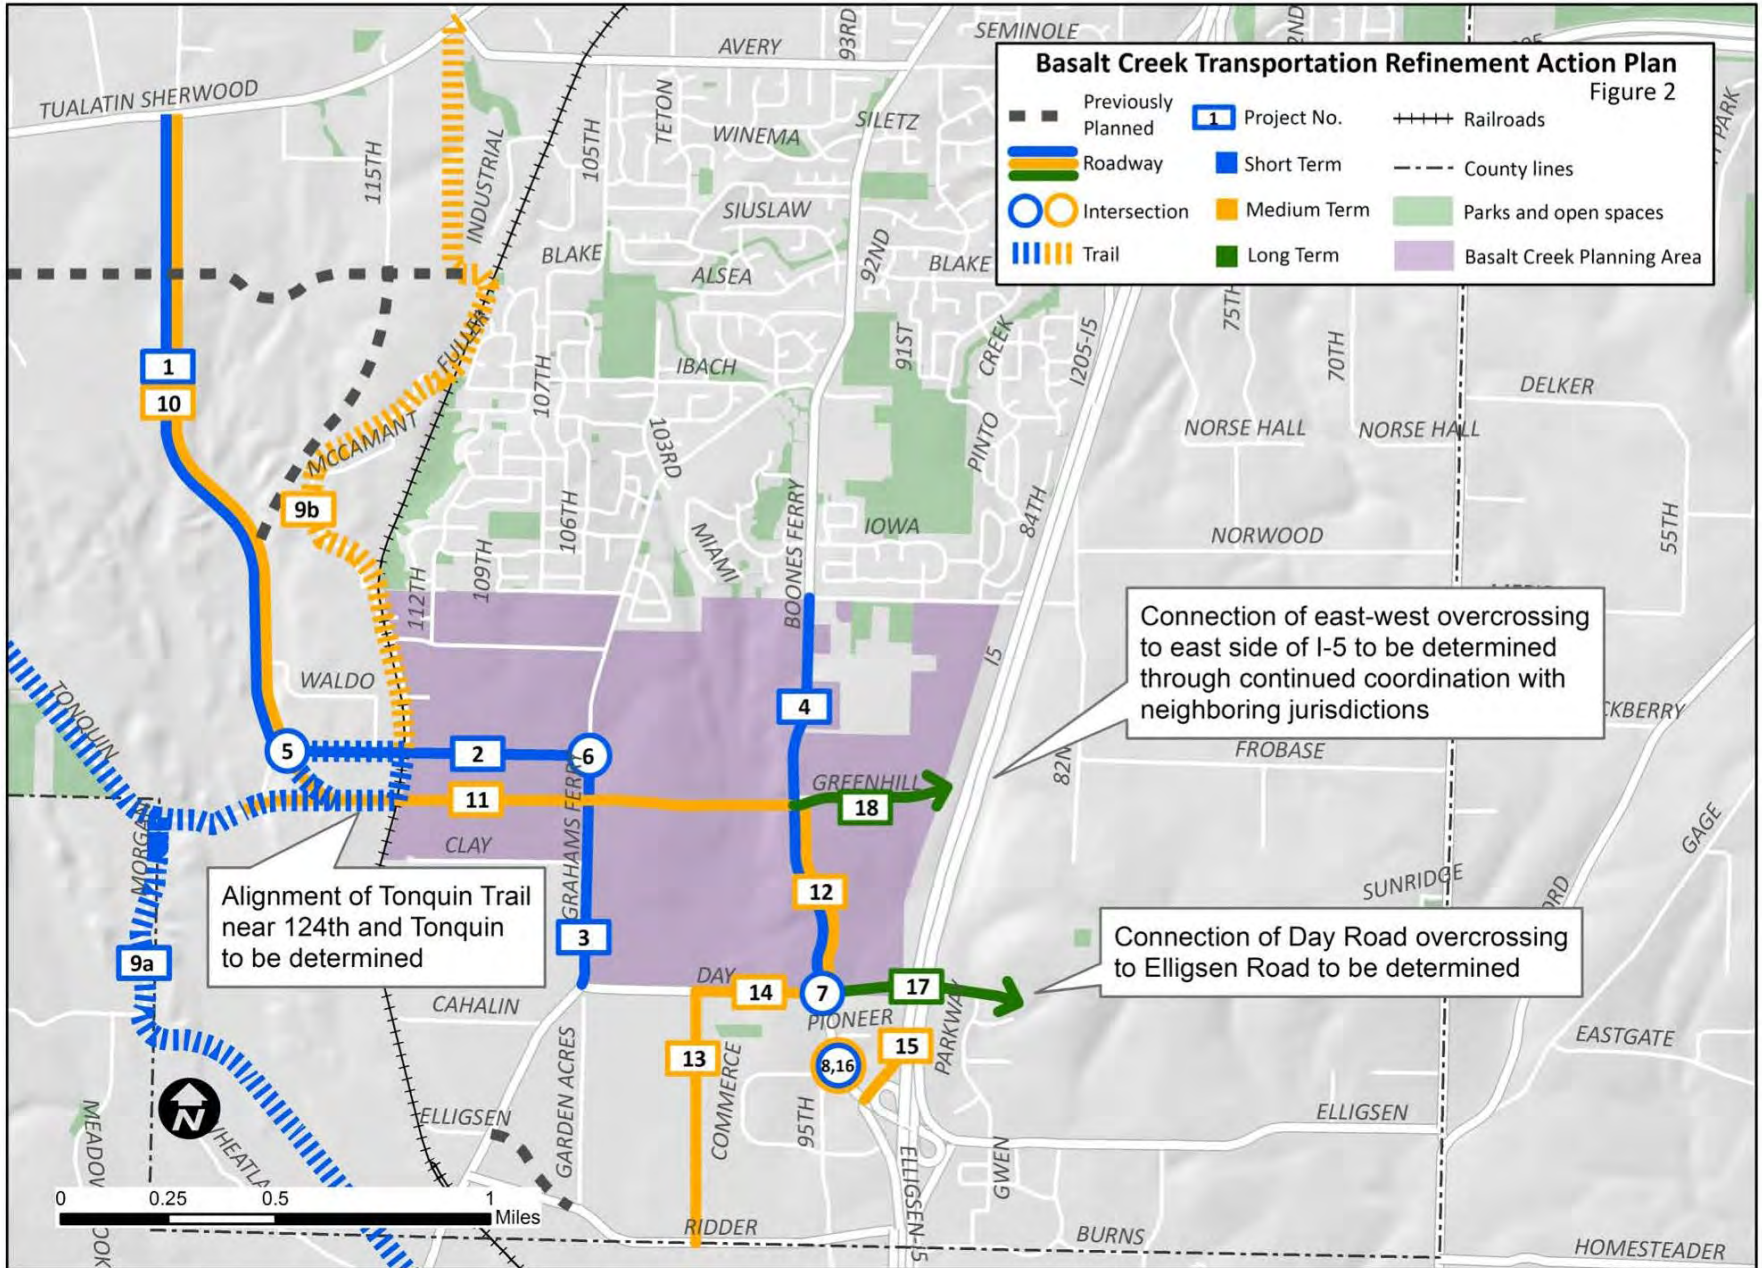 Basalt Creek Transportation Refinement Action Plan
Figure 2
Previously
Planned
1 Project No.
Railroads
Roadway
Short Term
County lines
Intersection
Medium Term
Parks and open spaces
Trail
Long Term
Basalt Creek Planning Area
AVERY
93RD
SEMINOLE
TUALATIN SHERWOOD
115TH
INDUSTRIAL
105TH
TETON
WINEMA
SILETZ
SIUSLAW
BLAKE
ALSEA
92ND
BLAKE
FULLER
107TH
IBACH
91ST
CREEK
I205-I5
75TH
70TH
DELKER
1
10
MCCAMANT
103RD
PINTO
NORSE HALL
NORSE HALL
9b
106TH
MIAMI
BOONES FERRY
IOWA
84TH
NORWOOD
55TH
112TH
109TH
Connection of east-west overcrossing
to east side of I-5 to be determined
through continued coordination with
neighboring jurisdictions
WALDO
I5
TONQUIN
4
CKBERRY
5
2
6
FROBASE
GREENHILL
11
18
CLAY
GRAHAMS FERRY
GAGE
Alignment of Tonquin Trail
near 124th and Tonquin
to be determined
12
SUNRIDGE
3
Connection of Day Road overcrossing
to Elligsen Road to be determined
9a
DAY
14
7
17
CAHALIN
PIONEER
PARKWAY
15
8,16
13
COMMERCE
EASTGATE
N
ELLIGSEN
GARDEN ACRES
95TH
ELLIGSEN
GWEN
ELLIGSEN-I5
0 0.25 0.5 1
Miles
RIDDER
BURNS
HOMESTEADER